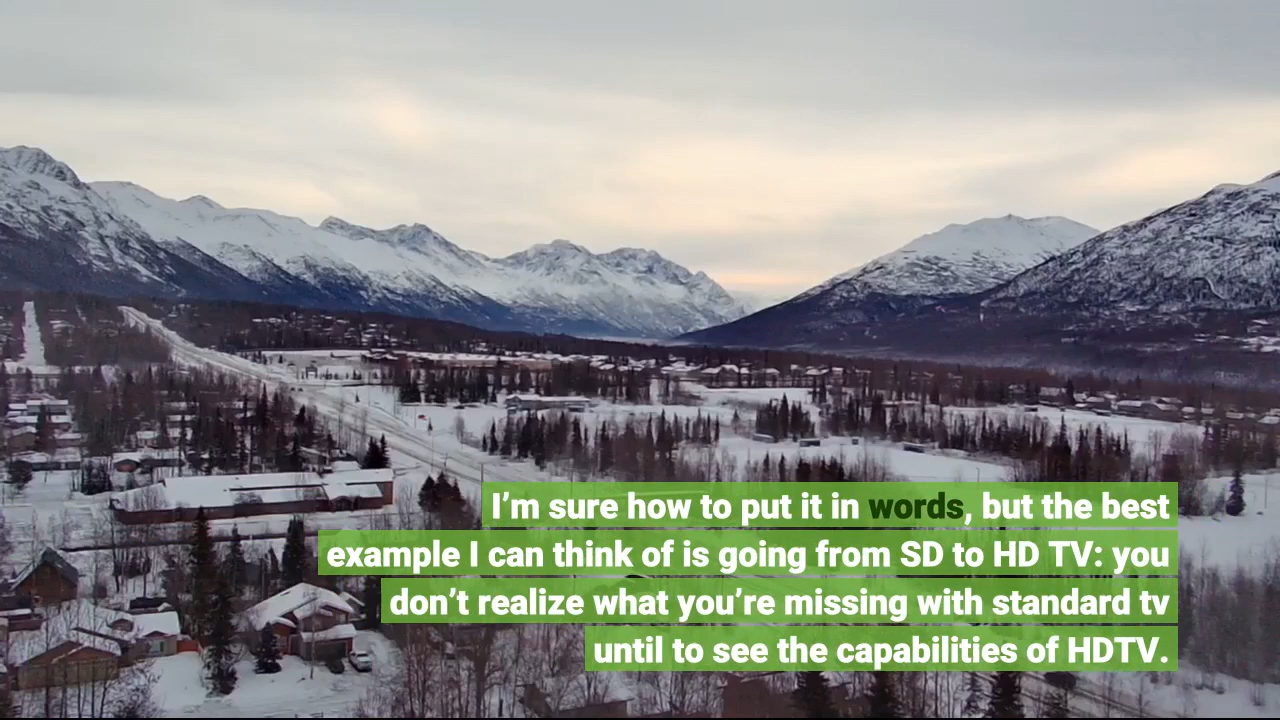 I’m sure how to put it in words, but the best
example I can think of is going from SD to HD TV: you
don’t realize what you’re missing with standard tv
until to see the capabilities of HDTV.